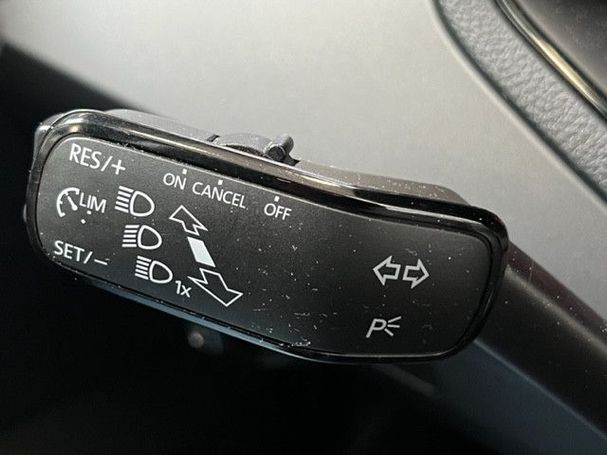 RES/+
ON CANCEL OFF
LIM
SET/−
1x
P